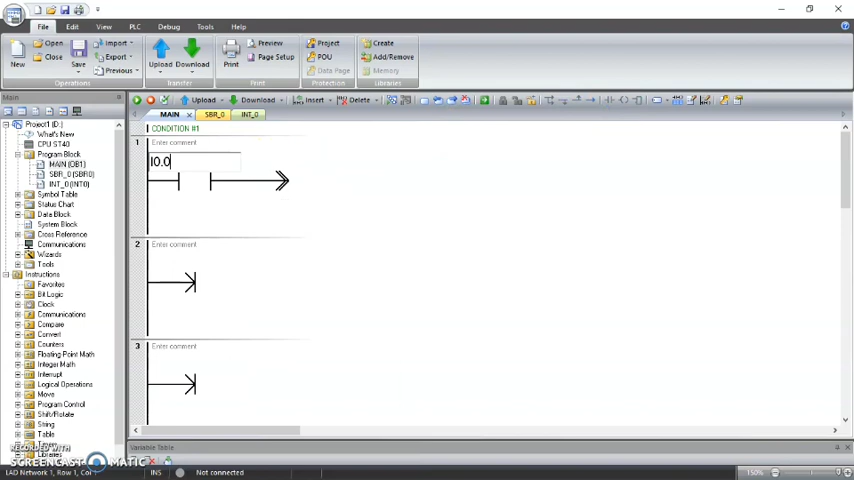 File Edit View PLC Debug Tools Help
New
Open
Close
Save
Import
Export
Previous
Operations
Upload
Download
Transfer
Print
Preview
Page Setup
Print
Project
POU
Data Page
Protection
Create
Add/Remove
Memory
Libraries
Main
Upload Download Insert Delete
MAIN SBR_0 INT_0
Project1 (D:)
What's New
CPU ST40
Program Block
MAIN (OB1)
SBR_0 (SBR0)
INT_0 (INT0)
Symbol Table
Status Chart
Data Block
System Block
Cross Reference
Communications
Wizards
Tools
Instructions
Favorites
Bit Logic
Clock
Communications
Compare
Convert
Counters
Floating Point Math
Integer Math
Interrupt
Logical Operations
Move
Program Control
Shift/Rotate
String
Table
Timers
Libraries
CONDITION #1
1 Enter comment
I0.0
2 Enter comment
3 Enter comment
Variable Table
RECORDED WITH
SCREENCAST MATIC
LAD Network 1, Row 1, Col
INS
Not connected
150%